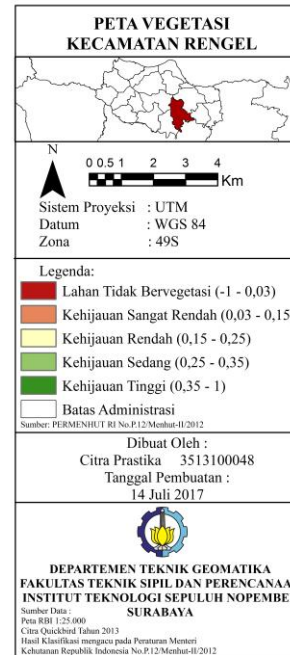 PETA VEGETASI
KECAMATAN RENGEL
N
0 0.5 1 2 3 4
Km
Sistem Proyeksi : UTM
Datum : WGS 84
Zona : 49S
Legenda:
Lahan Tidak Bervegetasi (-1 - 0,03)
Kehijauan Sangat Rendah (0,03 - 0,15
Kehijauan Rendah (0,15 - 0,25)
Kehijauan Sedang (0,25 - 0,35)
Kehijauan Tinggi (0,35 - 1)
Batas Administrasi
Sumber: PERMENHUT RI No.P.12/Menhut-II/2012
Dibuat Oleh :
Citra Prastika 3513100048
Tanggal Pembuatan :
14 Juli 2017
DEPARTEMEN TEKNIK GEOMATIKA
FAKULTAS TEKNIK SIPIL DAN PERENCANAA
INSTITUT TEKNOLOGI SEPULUH NOPEMBE
SURABAYA
Sumber Data :
Peta RBI 1:25.000
Citra Quickbird Tahun 2013
Hasil Klasifikasi mengacu pada Peraturan Menteri
Kehutanan Republik Indonesia No.P.12/Menhut-II/2012